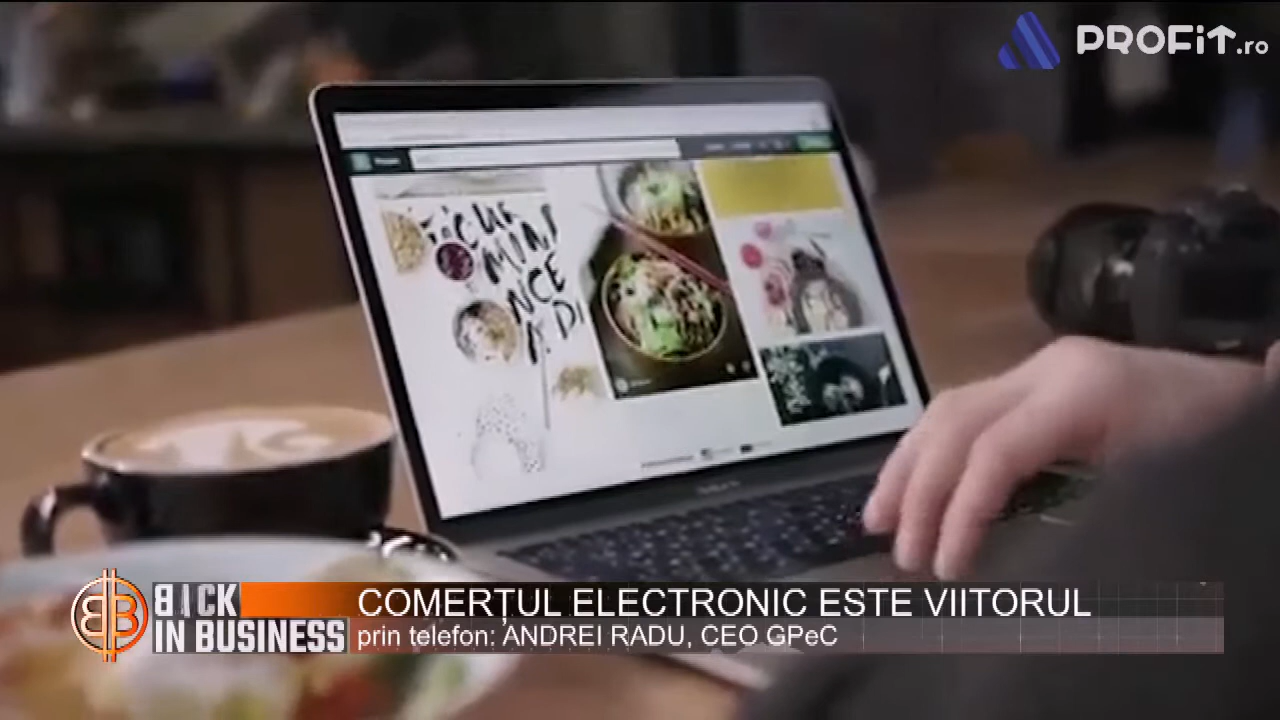 PROFiT.ro
COMERȚUL ELECTRONIC ESTE VIITORUL
prin telefon: ANDREI RADU, CEO GPeC
BACK
IN BUSINESS